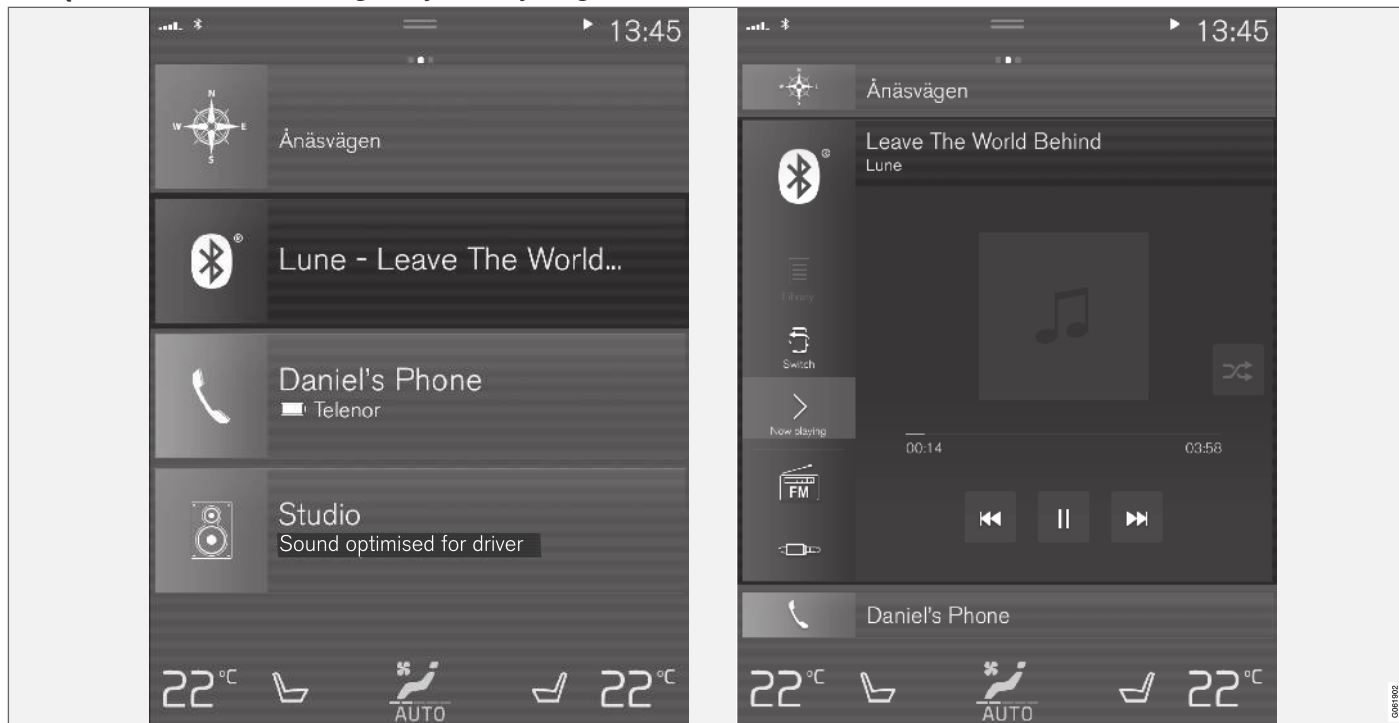 13:45
N
W
E
S
Ånäsvägen
®
Lune - Leave The World...
Daniel's Phone
Telenor
Studio
Sound optimised for driver
22°C
AUTO
22°C
13:45
Ånäsvägen
®
Leave The World Behind
Lune
Library
Switch
Now playing
00:14
03:58
FM
Daniel's Phone
22°C
AUTO
22°C
G061902